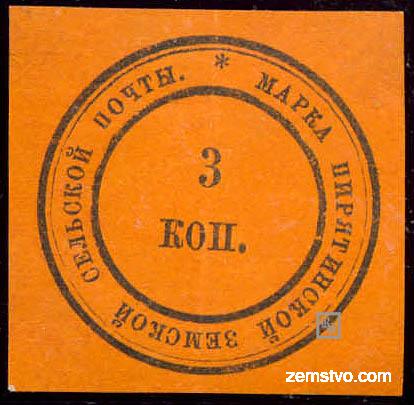 * МАРКА ПИРЯТИНСКОЙ ЗЕМСКОЙ СЕЛЬСКОЙ ПОЧТЫ.
3
КОП.
zemstvo.com